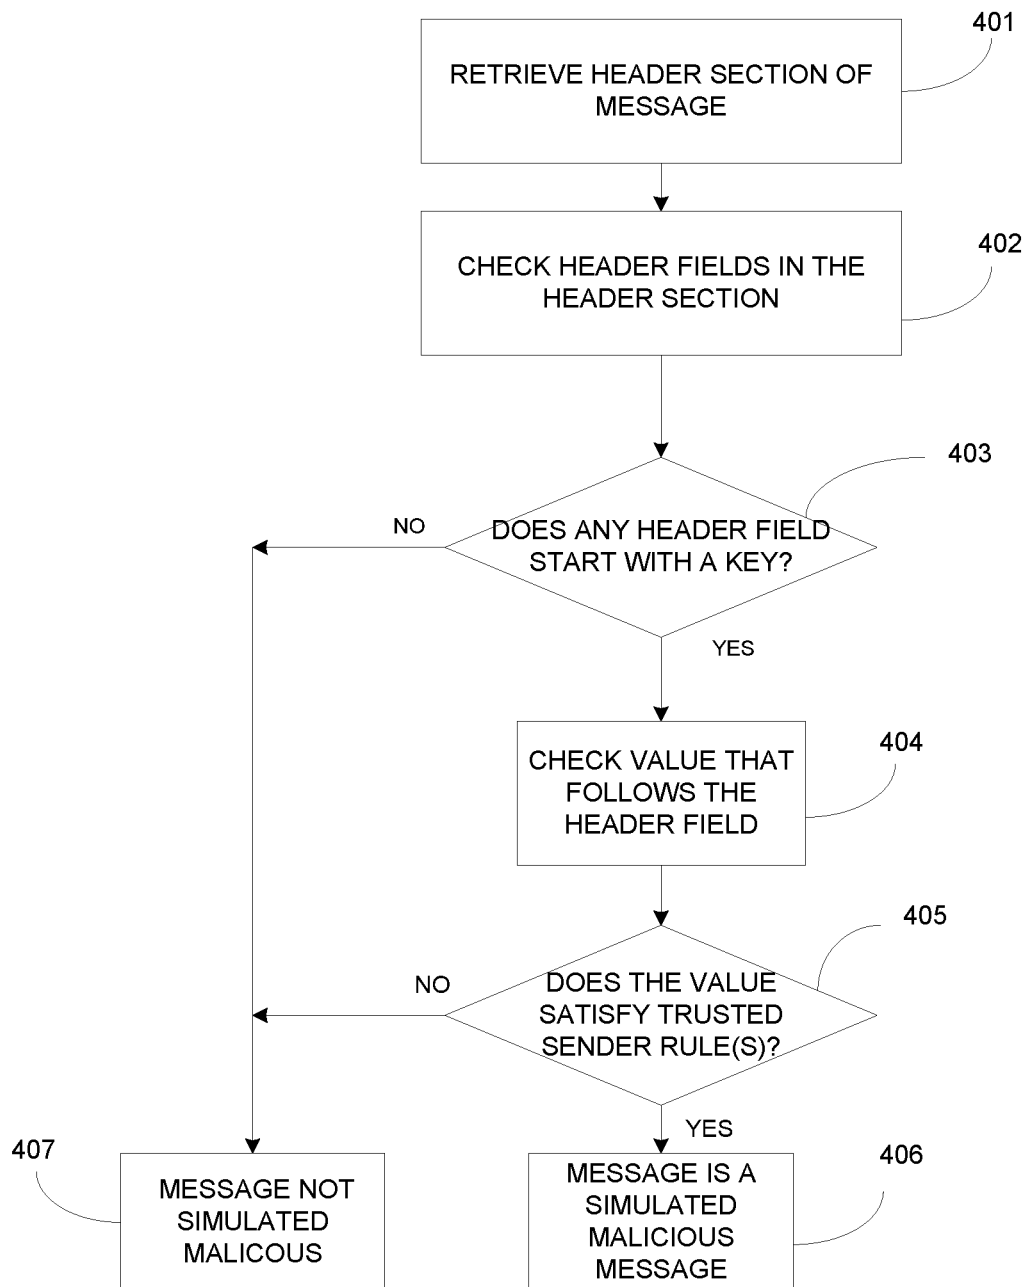 401
RETRIEVE HEADER SECTION OF
MESSAGE
402
CHECK HEADER FIELDS IN THE
HEADER SECTION
403
NO
DOES ANY HEADER FIELD
START WITH A KEY?
YES
404
CHECK VALUE THAT
FOLLOWS THE
HEADER FIELD
405
NO
DOES THE VALUE
SATISFY TRUSTED
SENDER RULE(S)?
YES
407
MESSAGE NOT
SIMULATED
MALICOUS
406
MESSAGE IS A
SIMULATED
MALICIOUS
MESSAGE